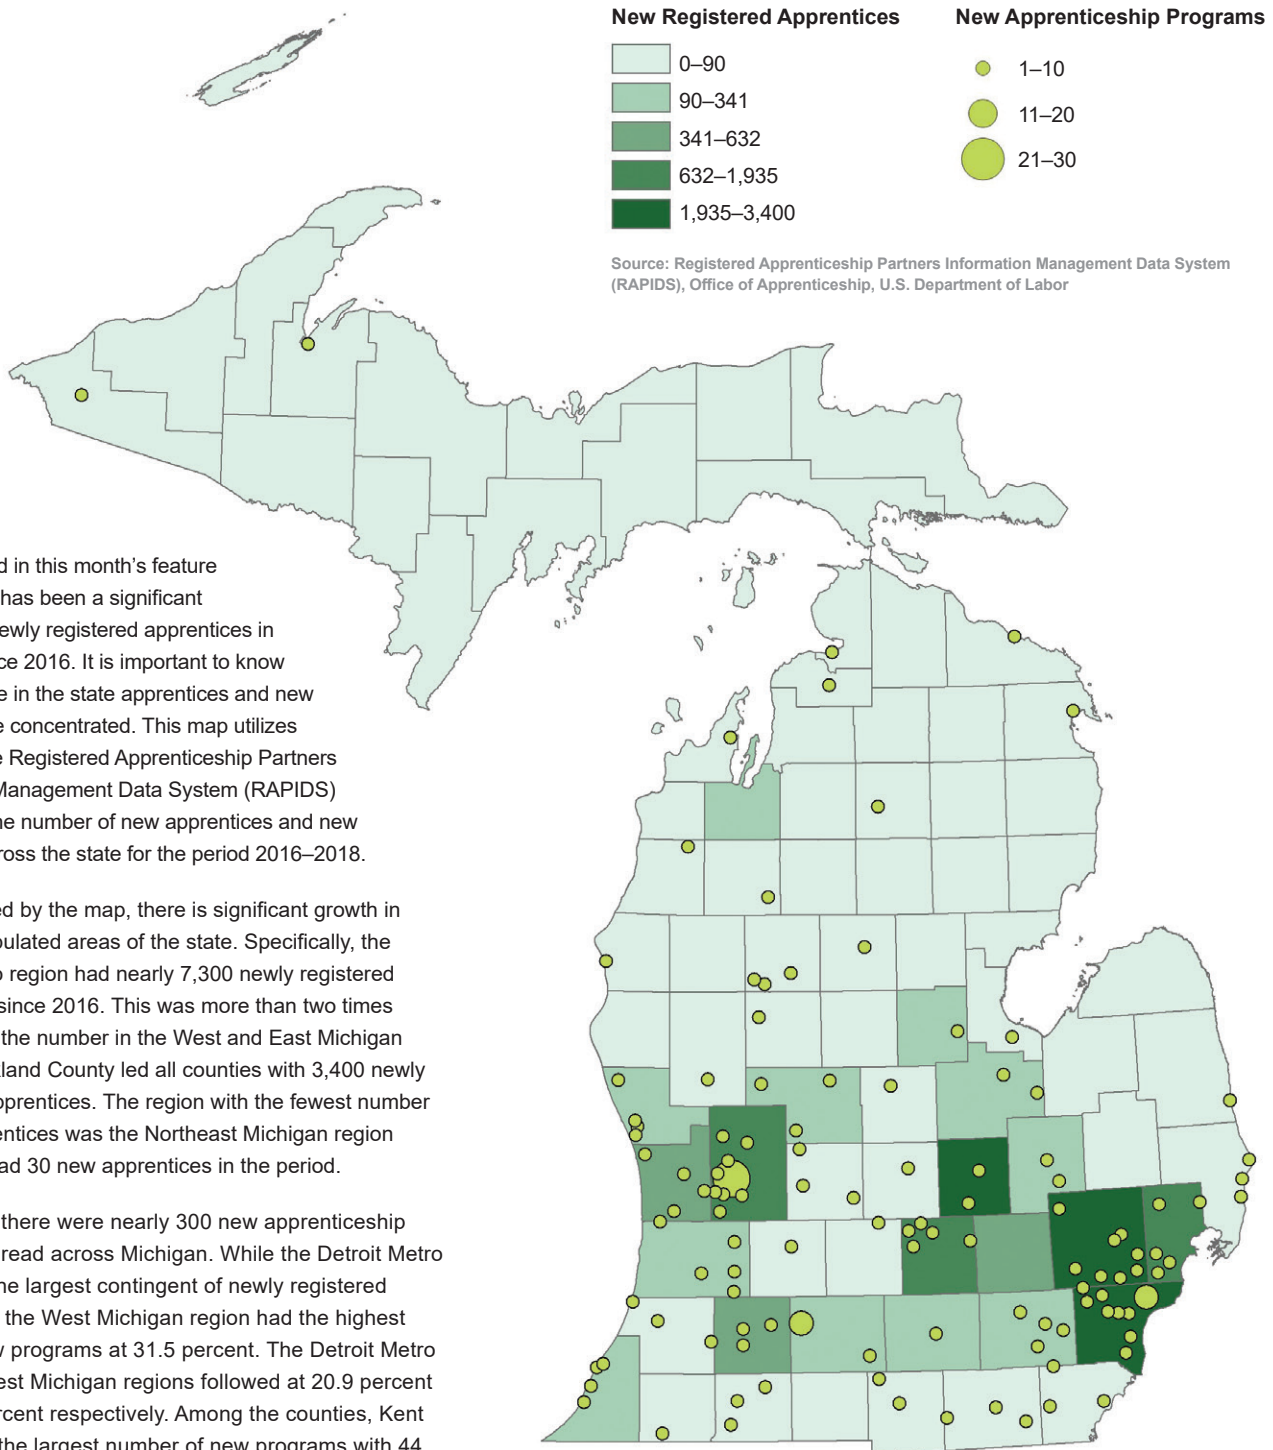 New Registered Apprentices
0–90
90–341
341–632
632–1,935
1,935–3,400
New Apprenticeship Programs
1–10
11–20
21–30
Source: Registered Apprenticeship Partners Information Management Data System
(RAPIDS), Office of Apprenticeship, U.S. Department of Labor
d in this month’s feature
has been a significant
ewly registered apprentices in
ce 2016. It is important to know
e in the state apprentices and new
e concentrated. This map utilizes
e Registered Apprenticeship Partners
Management Data System (RAPIDS)
he number of new apprentices and new
ross the state for the period 2016–2018.
ed by the map, there is significant growth in
pulated areas of the state. Specifically, the
o region had nearly 7,300 newly registered
since 2016. This was more than two times
the number in the West and East Michigan
land County led all counties with 3,400 newly
pprentices. The region with the fewest number
entices was the Northeast Michigan region
ad 30 new apprentices in the period.
there were nearly 300 new apprenticeship
read across Michigan. While the Detroit Metro
he largest contingent of newly registered
the West Michigan region had the highest
w programs at 31.5 percent. The Detroit Metro
est Michigan regions followed at 20.9 percent
rcent respectively. Among the counties, Kent
the largest number of new programs with 44